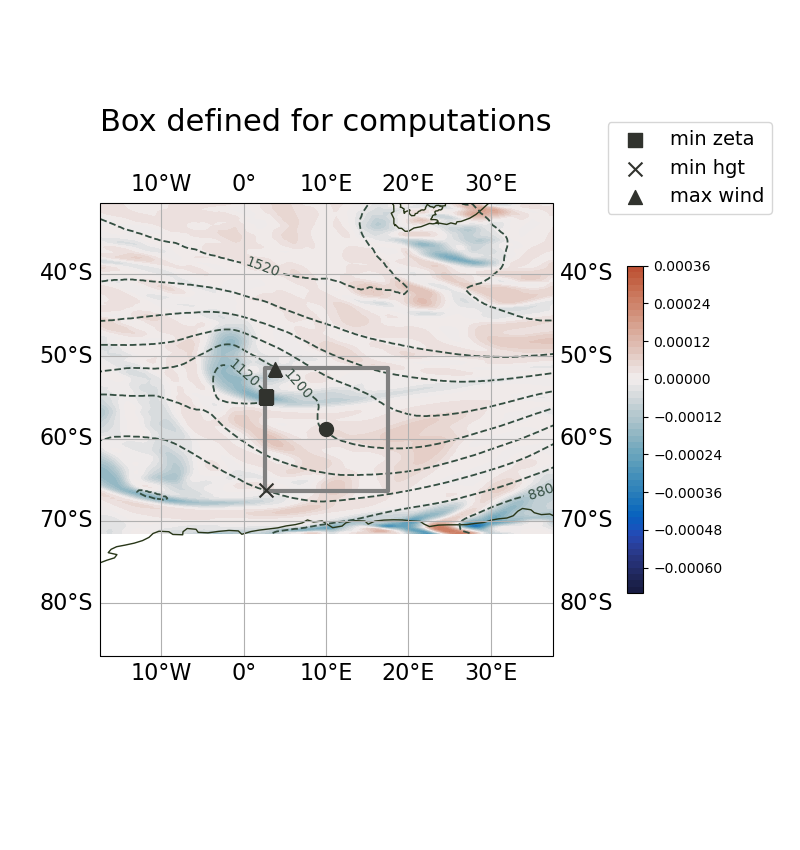 Box defined for computations
min zeta
min hgt
max wind
10°W 0° 10°E 20°E 30°E
1520
40°S 40°S
50°S 50°S
1120
1200
60°S 60°S
880
70°S 70°S
80°S 80°S
10°W 0° 10°E 20°E 30°E
0.00036
0.00024
0.00012
0.00000
−0.00012
−0.00024
−0.00036
−0.00048
−0.00060